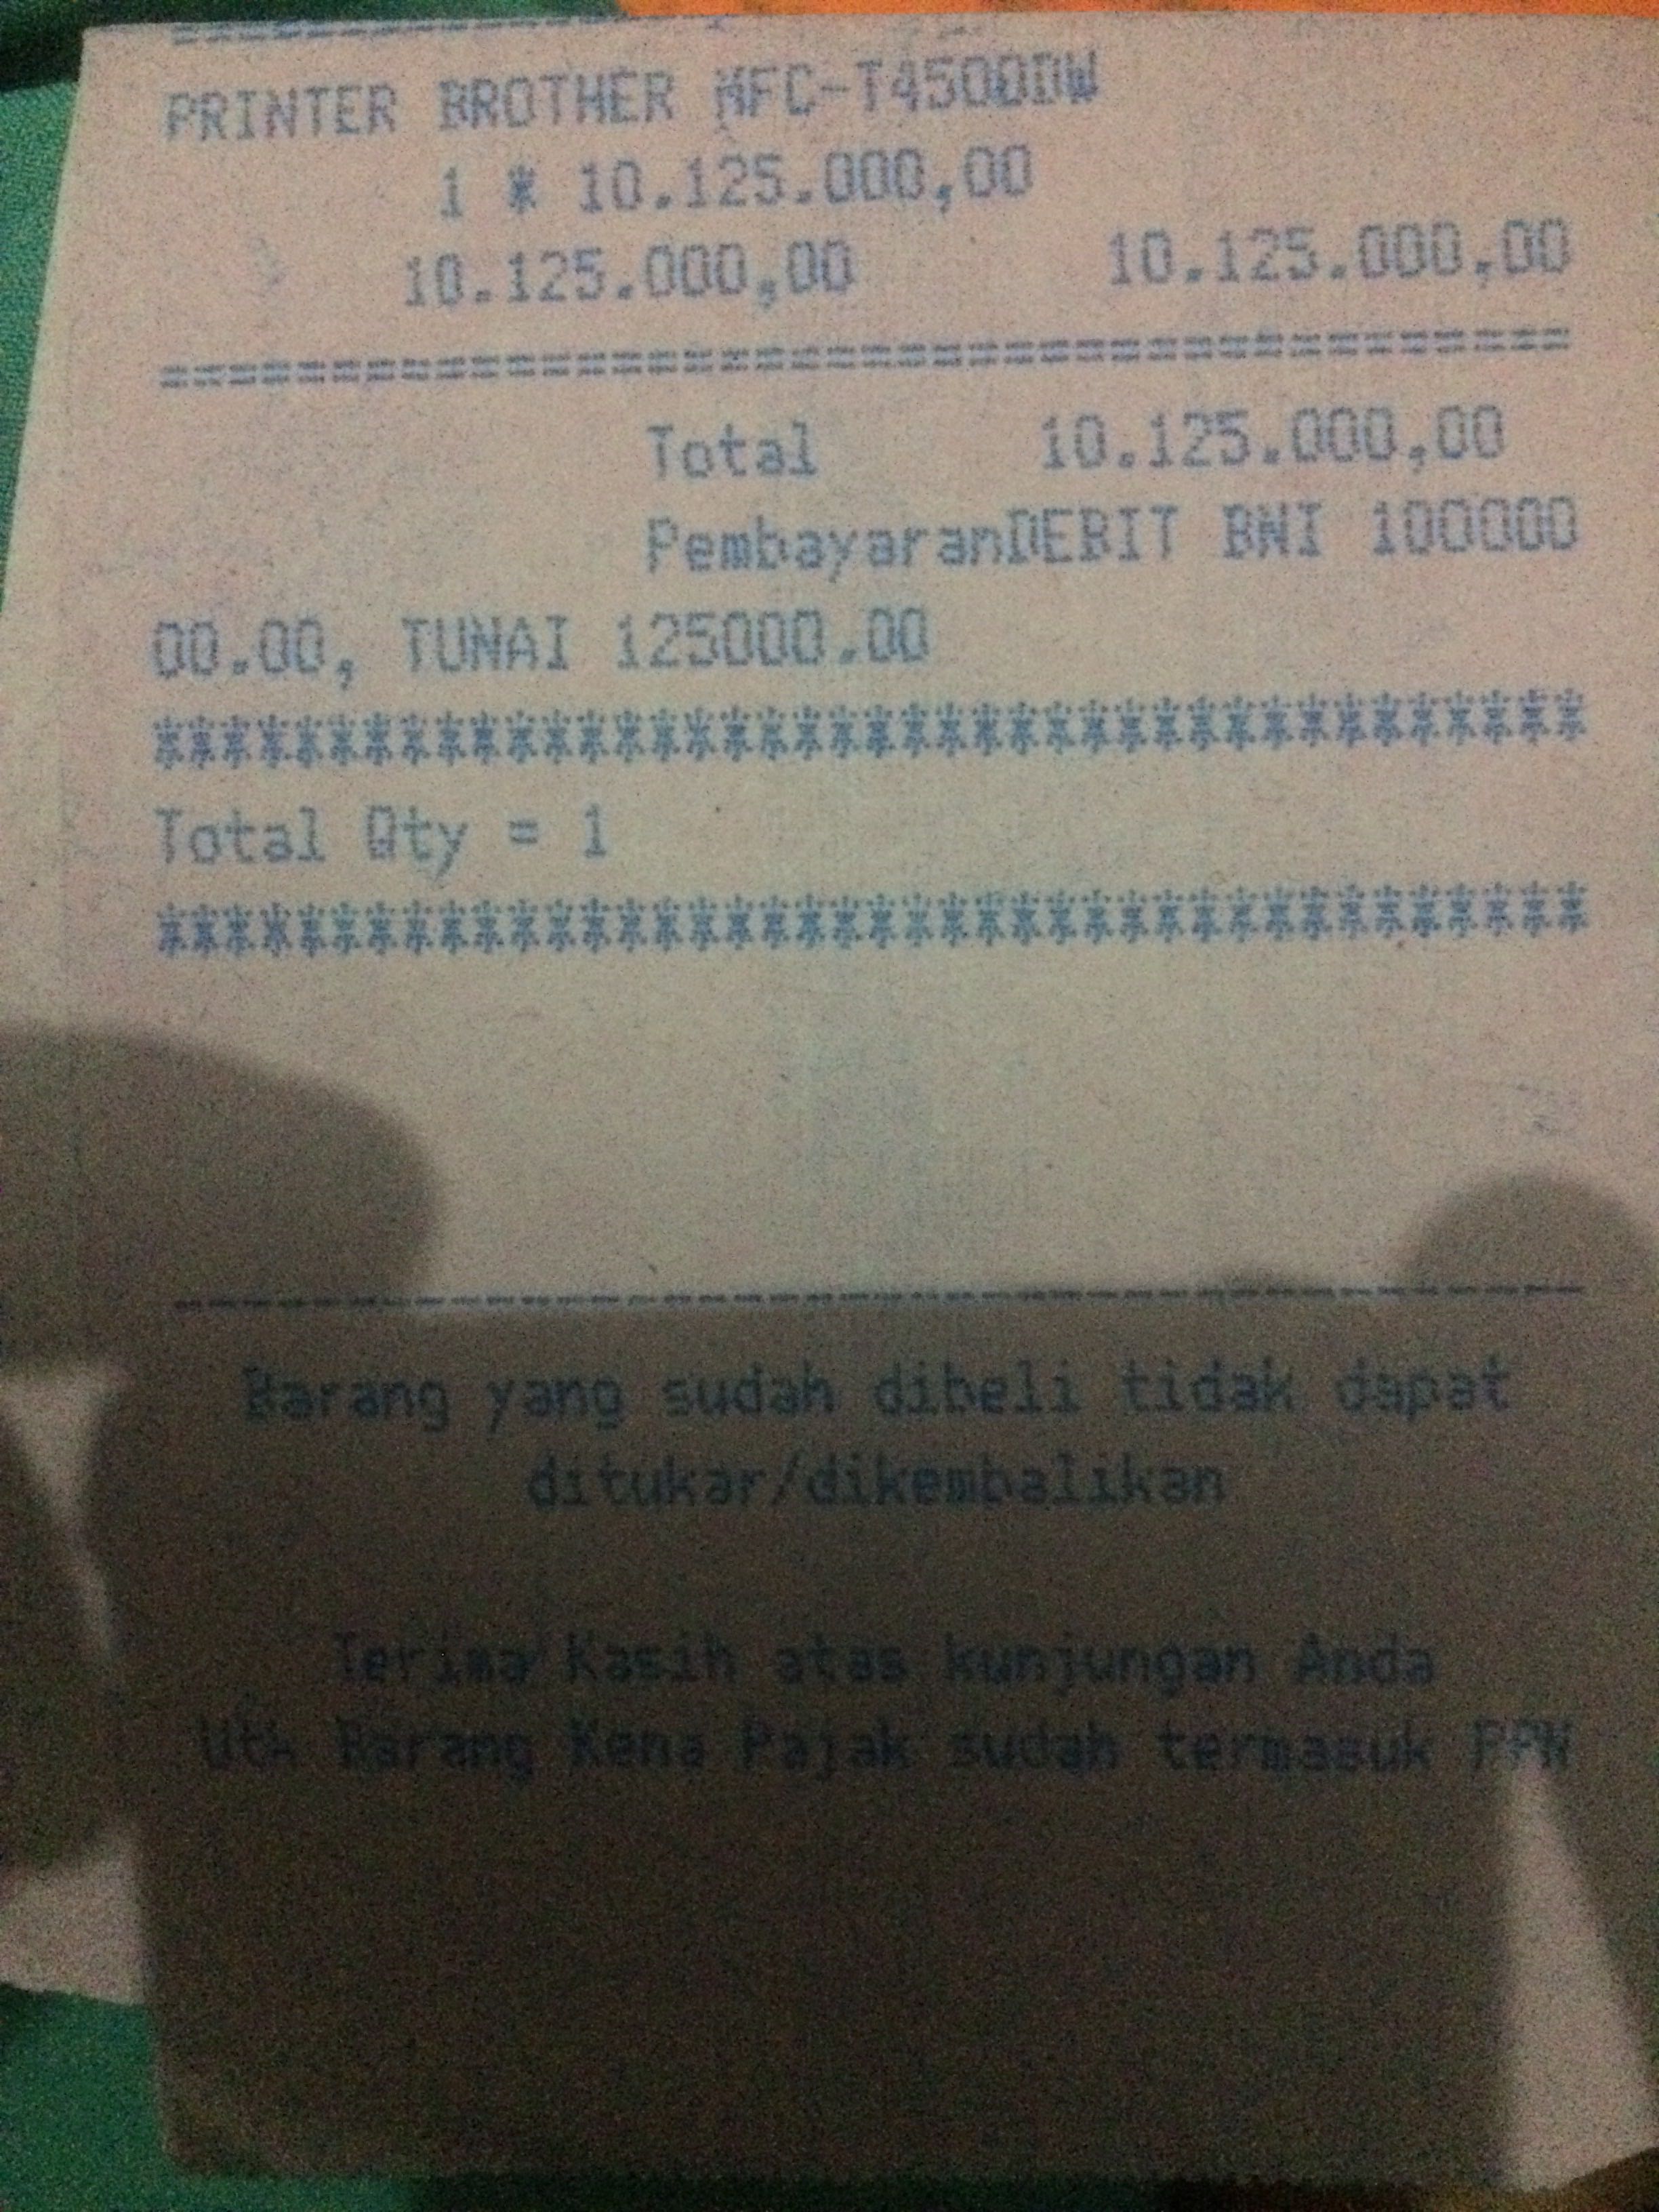 PRINTER BROTHER MFC-T4500DW
1 * 10.125.000,00
10.125.000,00 10.125.000,00
================================
Total 10.125.000,00
PembayaranDEBIT BNI 100000
00.00, TUNAI 125000.00
*****************************************
Total Qty = 1
*****************************************
----------------------------------------
Barang yang sudah dibeli tidak dapat
ditukar/dikembalikan
Terima Kasih atas kunjungan Anda
Utk Barang Kena Pajak sudah termasuk PPN